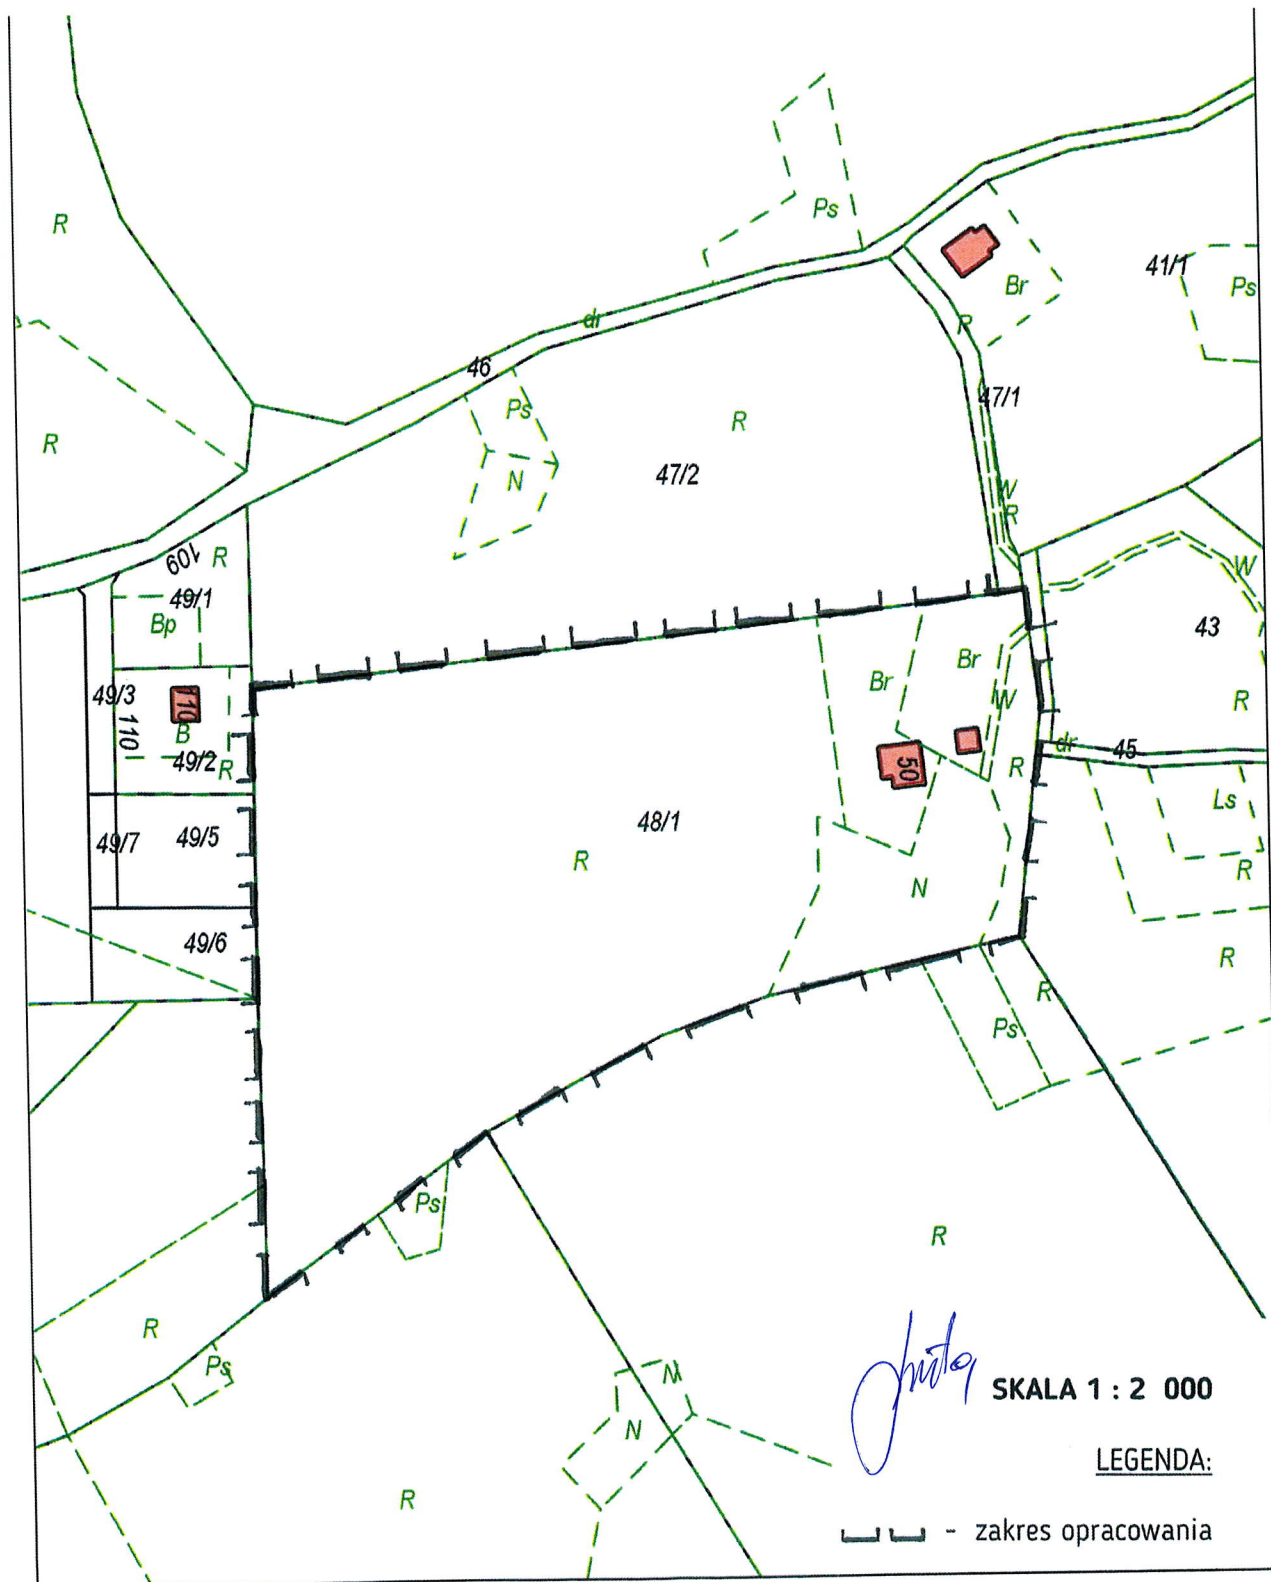 R
Ps
41/1
Ps
Br
dr
R
46
47/1
Ps
R
R
47/2
N
W
R
109
R
W
49/1
Bp
43
Br
Br
49/3
110
W
R
110
B
49/2
R
dr
45
50
R
Ls
48/1
49/7
49/5
R
R
N
49/6
R
R
Ps
Ps
R
R
Ps
N
SKALA 1 : 2 000
N
LEGENDA:
R
- zakres opracowania